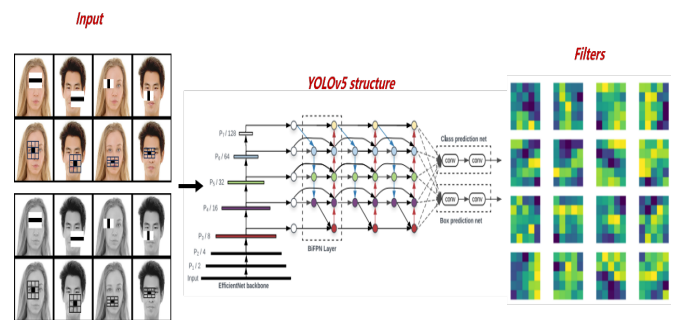 Input
YOLOv5 structure
Filters
P7 / 128
P6 / 64
P5 / 32
P4 / 16
P3 / 8
P2 / 4
P1 / 2
Input
EfficientNet backbone
BiFPN Layer
Class prediction net
conv
conv
Box prediction net
conv
conv